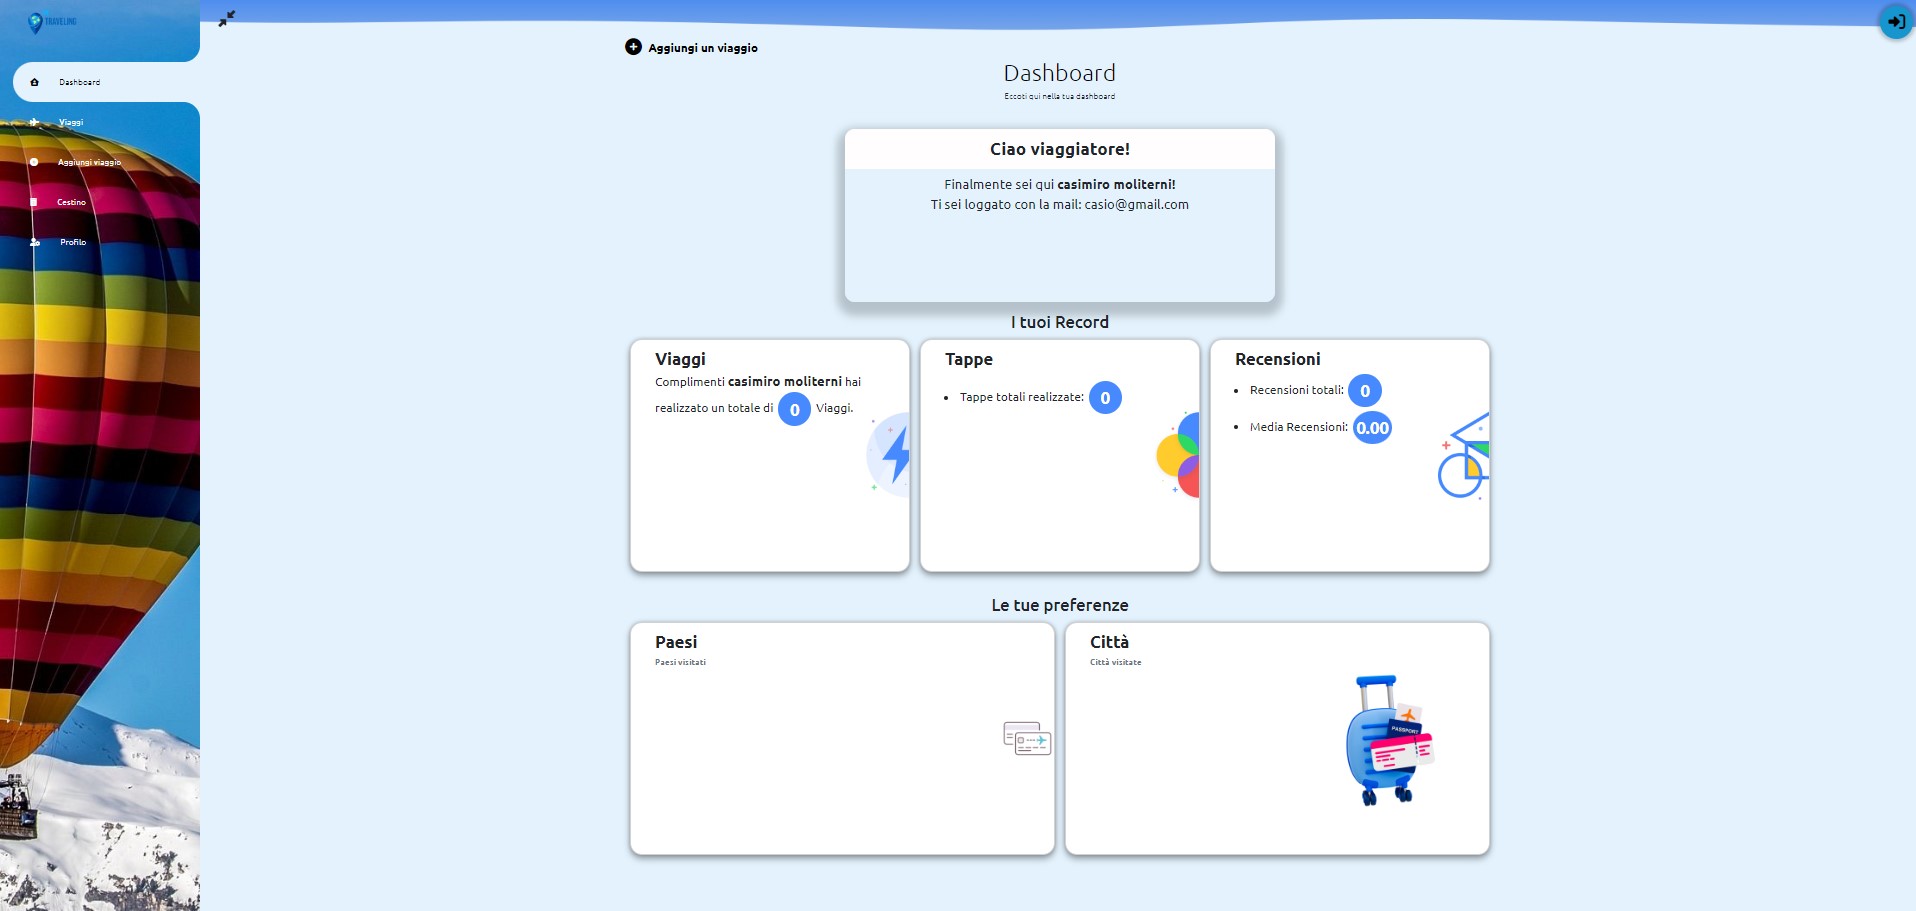 TRAVELING
Dashboard
Viaggi
Aggiungi viaggio
Cestino
Profilo
Aggiungi un viaggio
Dashboard
Eccoti qui nella tua dashboard
Ciao viaggiatore!
Finalmente sei qui casimiro moliterni!
Ti sei loggato con la mail: casio@gmail.com
I tuoi Record
Viaggi
Complimenti casimiro moliterni hai
realizzato un totale di 0 Viaggi.
Tappe
Tappe totali realizzate: 0
Recensioni
Recensioni totali: 0
Media Recensioni: 0.00
Le tue preferenze
Paesi
Paesi visitati
Città
Città visitate
PASSPORT